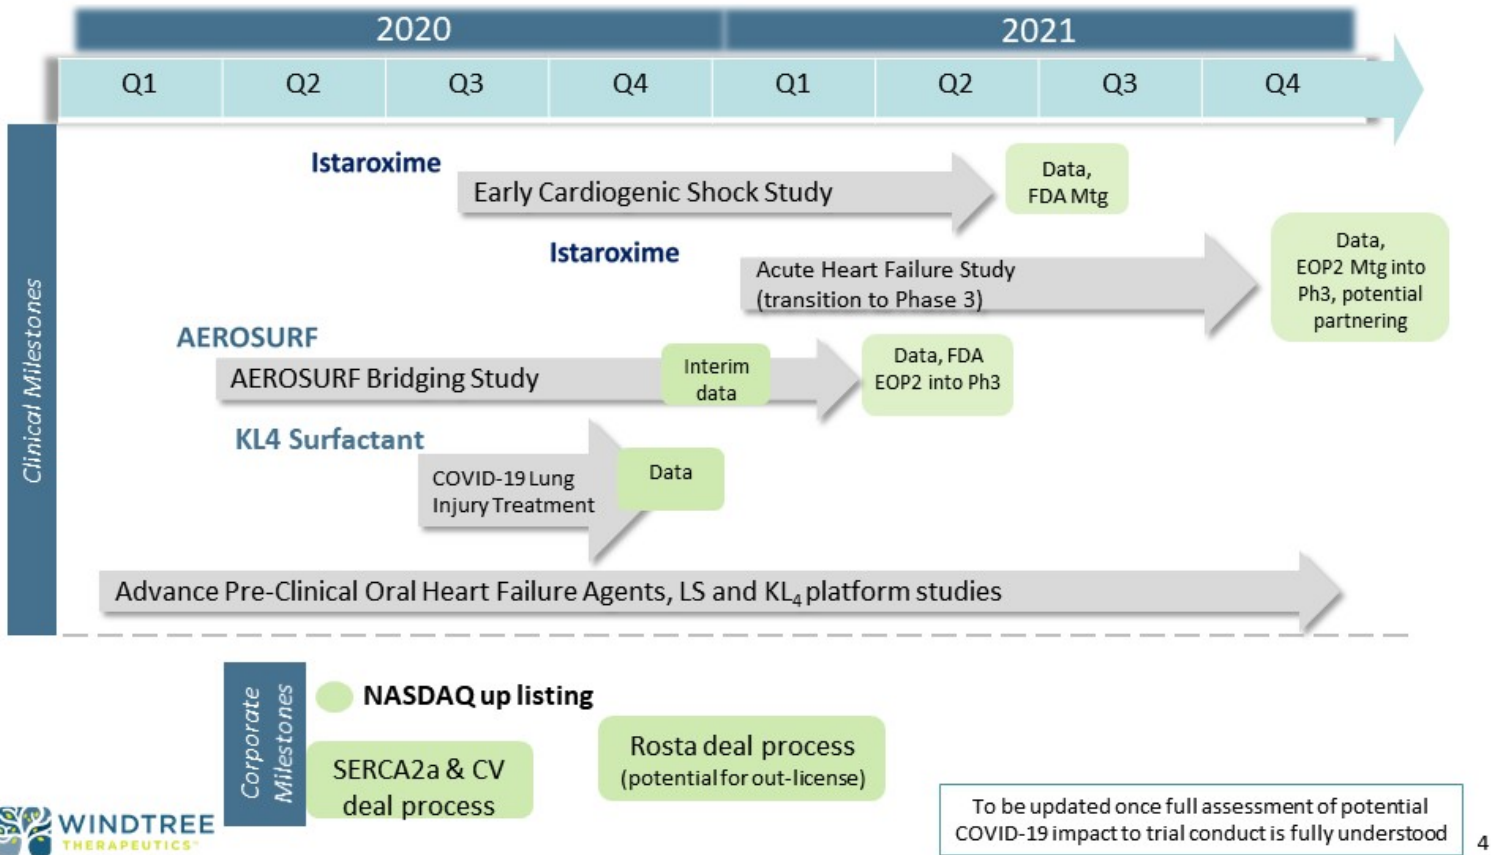 2020
2021
Q1
Q2
Q3
Q4
Q1
Q2
Q3
Q4
Clinical Milestones
Istaroxime
Early Cardiogenic Shock Study
Data,
FDA Mtg
Istaroxime
Acute Heart Failure Study
(transition to Phase 3)
Data,
EOP2 Mtg into
Ph3, potential
partnering
AEROSURF
AEROSURF Bridging Study
Interim
data
Data, FDA
EOP2 into Ph3
KL4 Surfactant
COVID-19 Lung
Injury Treatment
Data
Advance Pre-Clinical Oral Heart Failure Agents, LS and KL4 platform studies
Corporate
Milestones
NASDAQ up listing
SERCA2a & CV
deal process
Rosta deal process
(potential for out-license)
To be updated once full assessment of potential
COVID-19 impact to trial conduct is fully understood
WINDTREE
THERAPEUTICS
4